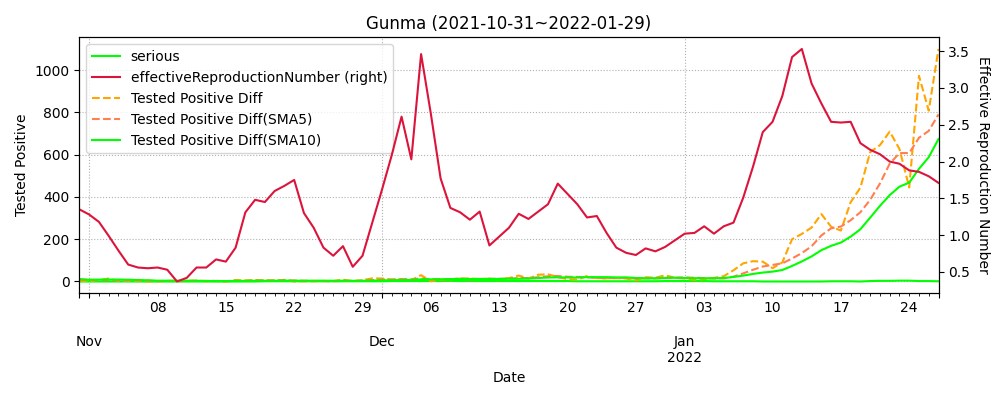 Gunma (2021-10-31~2022-01-29)
serious
effectiveReproductionNumber (right)
Tested Positive Diff
Tested Positive Diff(SMA5)
Tested Positive Diff(SMA10)
Tested Positive
1000
800
600
400
200
0
3.5
3.0
2.5
2.0
1.5
1.0
0.5
Effective Reproduction Number
08 15 22 29 06 13 20 27 03 10 17 24
Nov Dec Jan
2022
Date